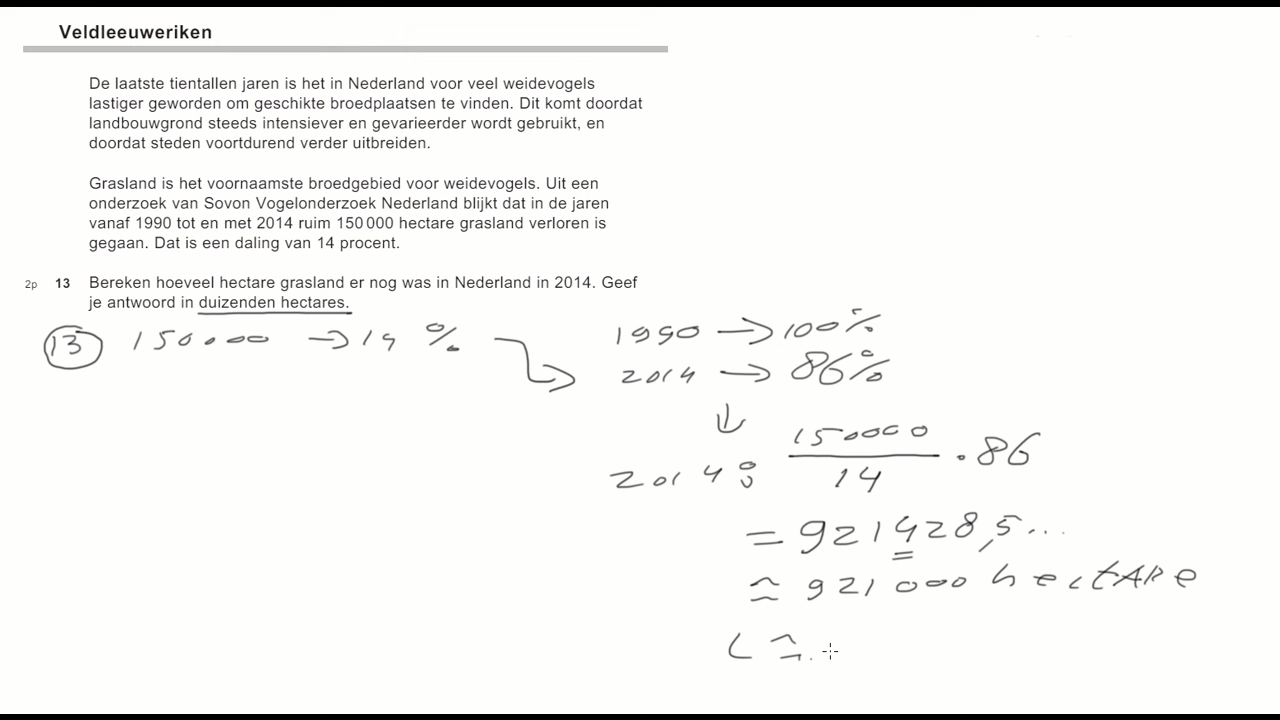 Veldleeuweriken
De laatste tientallen jaren is het in Nederland voor veel weidevogels
lastiger geworden om geschikte broedplaatsen te vinden. Dit komt doordat
landbouwgrond steeds intensiever en gevarieerder wordt gebruikt, en
doordat steden voortdurend verder uitbreiden.
Grasland is het voornaamste broedgebied voor weidevogels. Uit een
onderzoek van Sovon Vogelonderzoek Nederland blijkt dat in de jaren
vanaf 1990 tot en met 2014 ruim 150 000 hectare grasland verloren is
gegaan. Dat is een daling van 14 procent.
2p 13 Bereken hoeveel hectare grasland er nog was in Nederland in 2014. Geef
je antwoord in duizenden hectares.
13 150000 → 14 %
1990 → 100%
2014 → 86%
↓
2014: 150000 / 14 · 86
= 921428,5...
≈ 921000 hectARe
( ≈ .